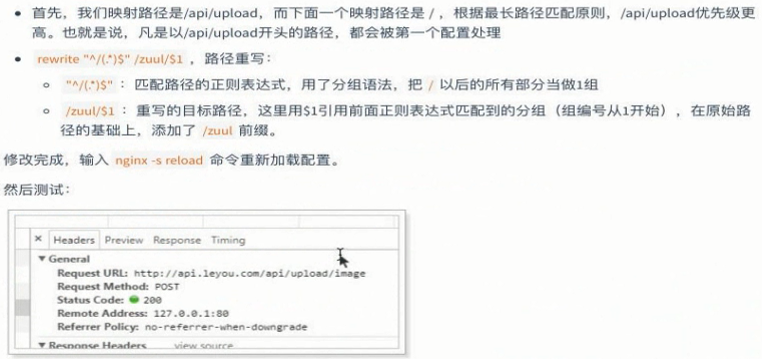 首先，我们映射路径是/api/upload，而下面一个映射路径是 / ，根据最长路径匹配原则，/api/upload优先级更
高。也就是说，凡是以/api/upload开头的路径，都会被第一个配置处理
rewrite "^/(.*)$" /zuul/$1 ，路径重写：
"^/(.*)$" ：匹配路径的正则表达式，用了分组语法，把 / 以后的所有部分当做1组
/zuul/$1 ：重写的目标路径，这里用$1引用前面正则表达式匹配到的分组（组编号从1开始），在原始路
径的基础上，添加了 /zuul 前缀。
修改完成，输入 nginx -s reload 命令重新加载配置。
然后测试：
× Headers Preview Response Timing
▼ General
Request URL: http://api.leyou.com/api/upload/image
Request Method: POST
Status Code: 200
Remote Address: 127.0.0.1:80
Referrer Policy: no-referrer-when-downgrade
▼ Response Headers view source